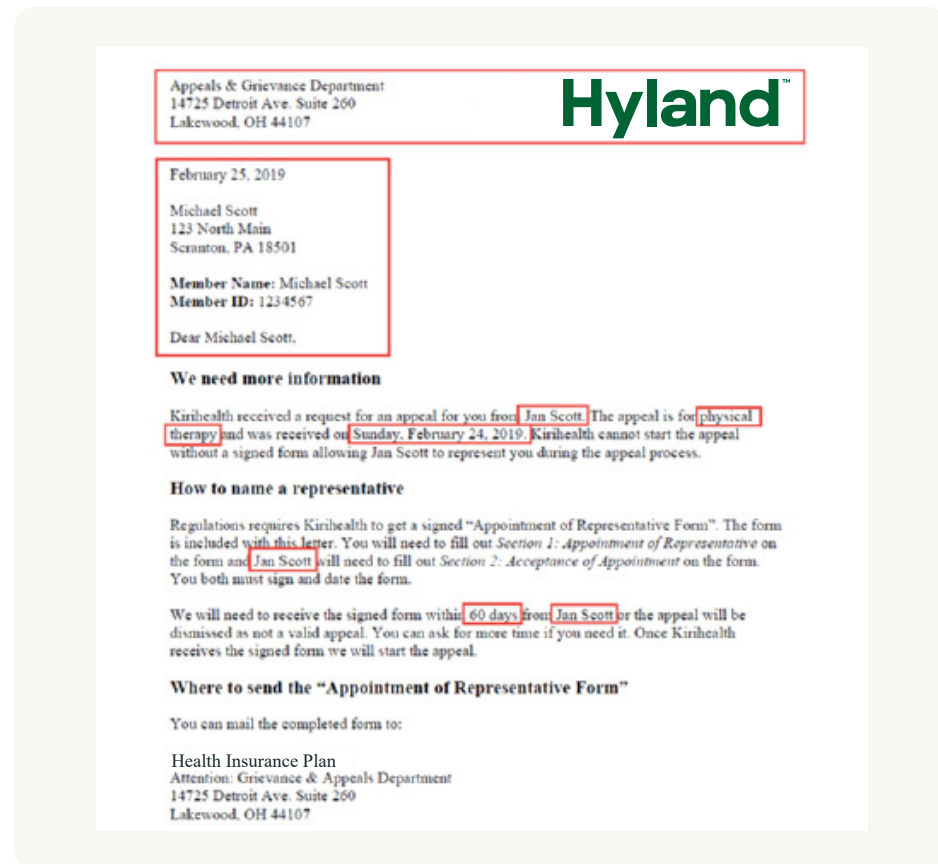 Appeals & Grievance Department
14725 Detroit Ave. Suite 260
Lakewood, OH 44107
Hyland™
February 25, 2019
Michael Scott
123 North Main
Scranton, PA 18501
Member Name: Michael Scott
Member ID: 1234567
Dear Michael Scott,
We need more information
Kirihealth received a request for an appeal for you from Jan Scott. The appeal is for physical
therapy and was received on Sunday, February 24, 2019. Kirihealth cannot start the appeal
without a signed form allowing Jan Scott to represent you during the appeal process.
How to name a representative
Regulations requires Kirihealth to get a signed “Appointment of Representative Form”. The form
is included with this letter. You will need to fill out Section 1: Appointment of Representative on
the form and Jan Scott will need to fill out Section 2: Acceptance of Appointment on the form.
You both must sign and date the form.
We will need to receive the signed form within 60 days from Jan Scott or the appeal will be
dismissed as not a valid appeal. You can ask for more time if you need it. Once Kirihealth
receives the signed form we will start the appeal.
Where to send the “Appointment of Representative Form”
You can mail the completed form to:
Health Insurance Plan
Attention: Grievance & Appeals Department
14725 Detroit Ave. Suite 260
Lakewood, OH 44107